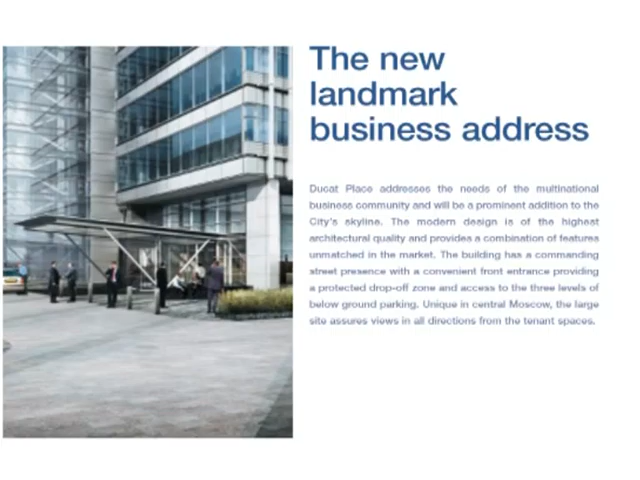 The new
landmark
business address
Ducat Place addresses the needs of the multinational
business community and will be a prominent addition to the
City's skyline. The modern design is of the highest
architectural quality and provides a combination of features
unmatched in the market. The building has a commanding
street presence with a convenient front entrance providing
a protected drop-off zone and access to the three levels of
below ground parking. Unique in central Moscow, the large
site assures views in all directions from the tenant spaces.